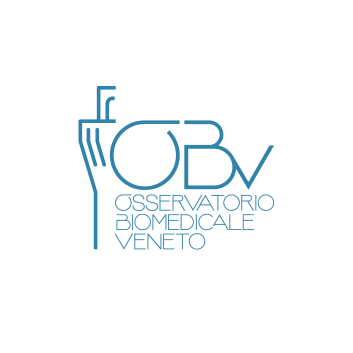 OBV
OSSERVATORIO
BIOMEDICALE
VENETO